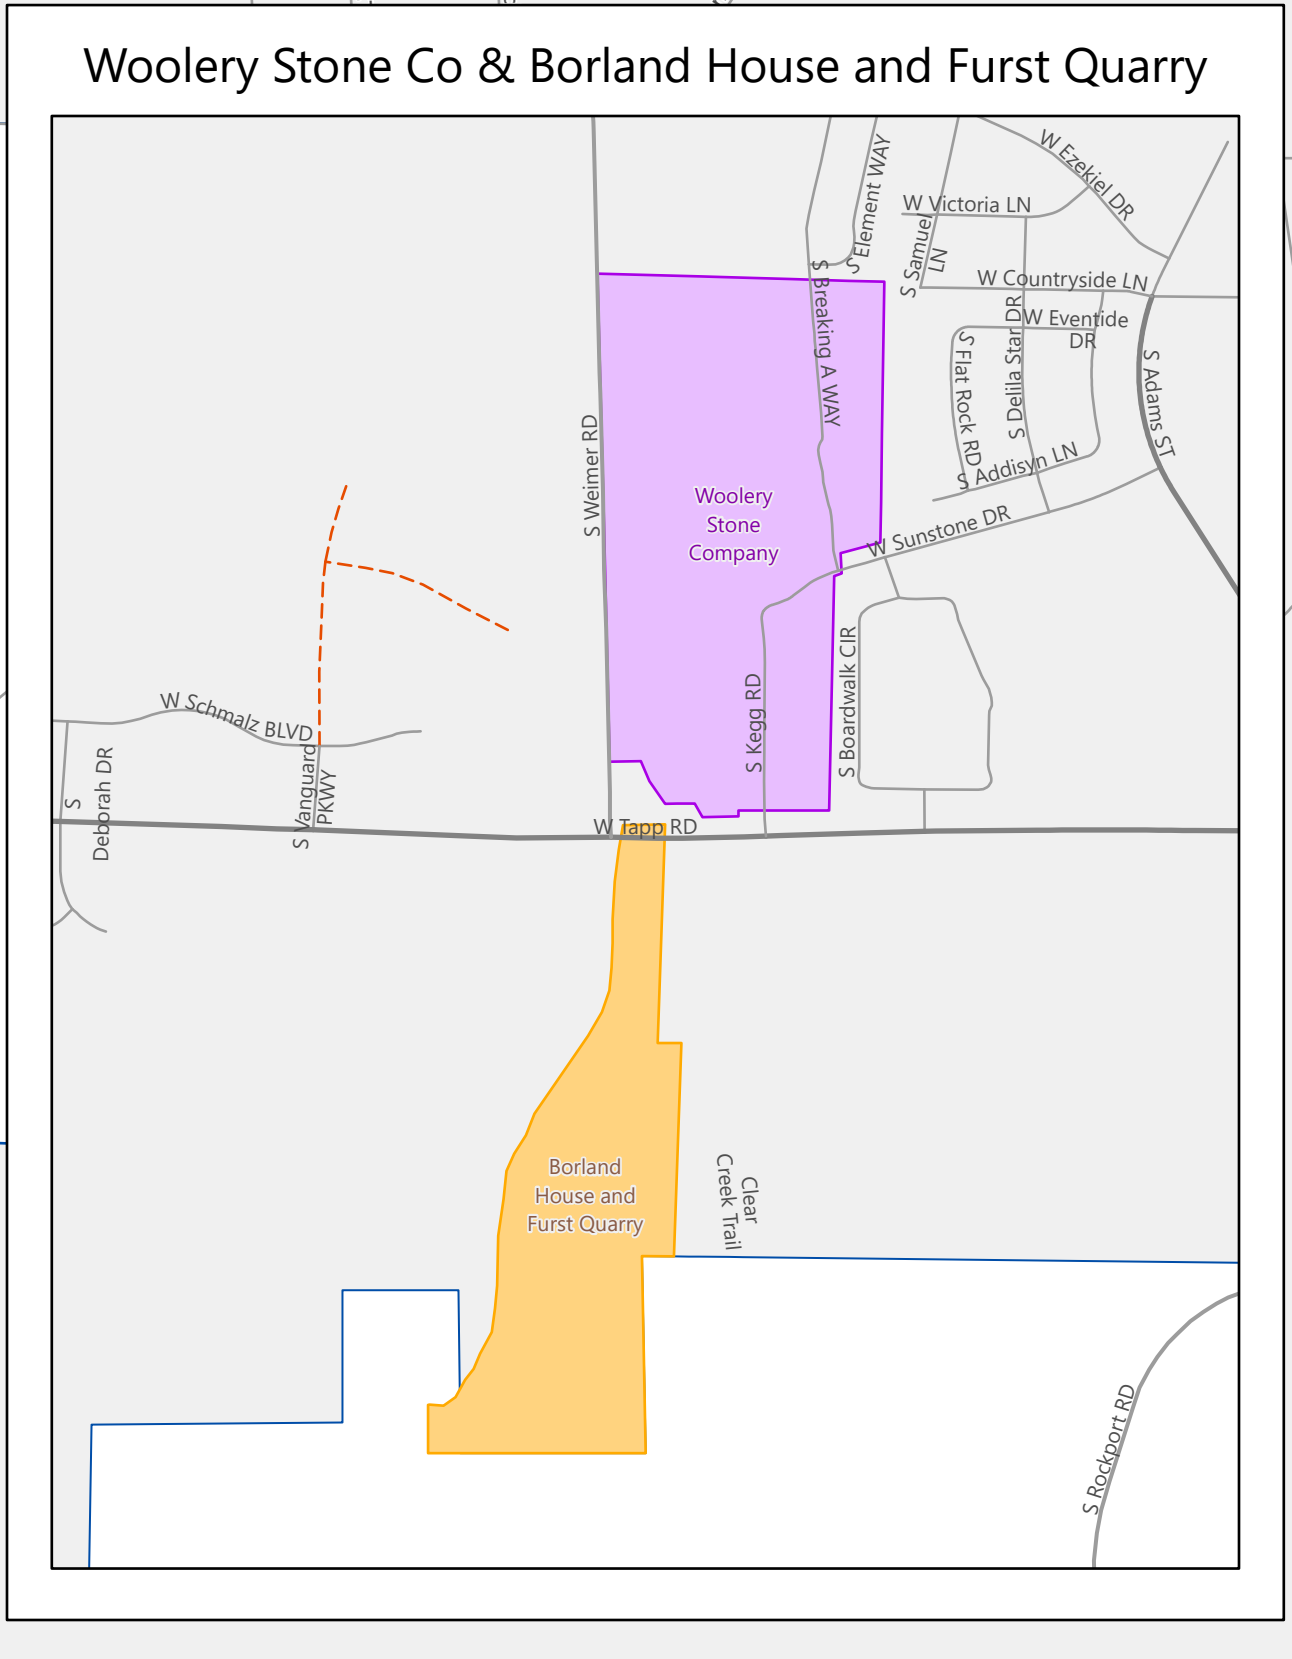 Woolery Stone Co & Borland House and Furst Quarry
W Ezekiel DR
S Element WAY
W Victoria LN
S Samuel
LN
W Countryside LN
S Breaking A WAY
S Delila Star DR
W Eventide
DR
S Flat Rock RD
S Adams ST
S Weimer RD
S Addisyn LN
Woolery
Stone
Company
W Sunstone DR
S Boardwalk CIR
S Kegg RD
W Schmalz BLVD
S
Deborah DR
S Vanguard
PKWY
W Tapp RD
Borland
House and
Furst Quarry
Clear
Creek Trail
S Rockport RD